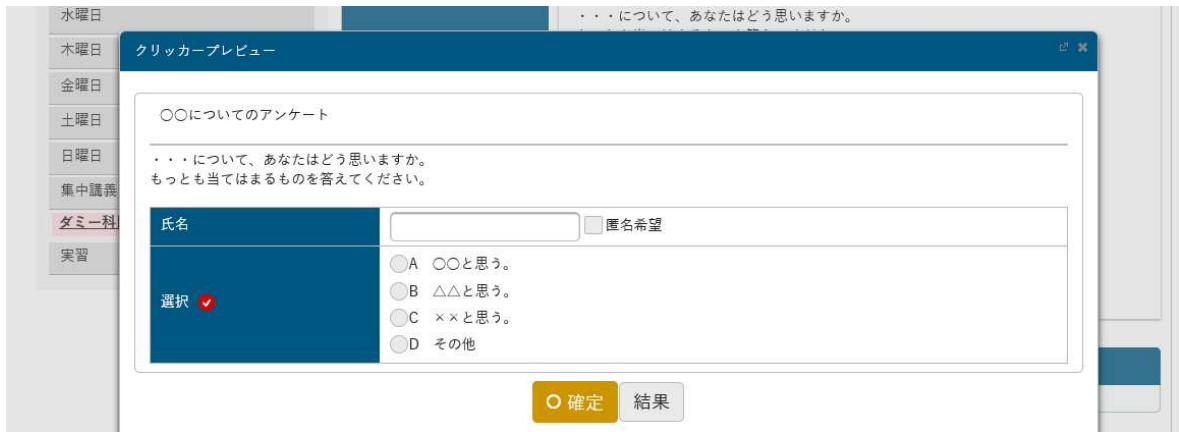 水曜日
・・・について、あなたはどう思いますか。
木曜日
クリッカープレビュー
金曜日
〇〇についてのアンケート
土曜日
日曜日
・・・について、あなたはどう思いますか。
もっとも当てはまるものを答えてください。
集中講義
ダミー科
氏名
匿名希望
実習
選択
A 〇〇と思う。
B △△と思う。
C ××と思う。
D その他
確定
結果